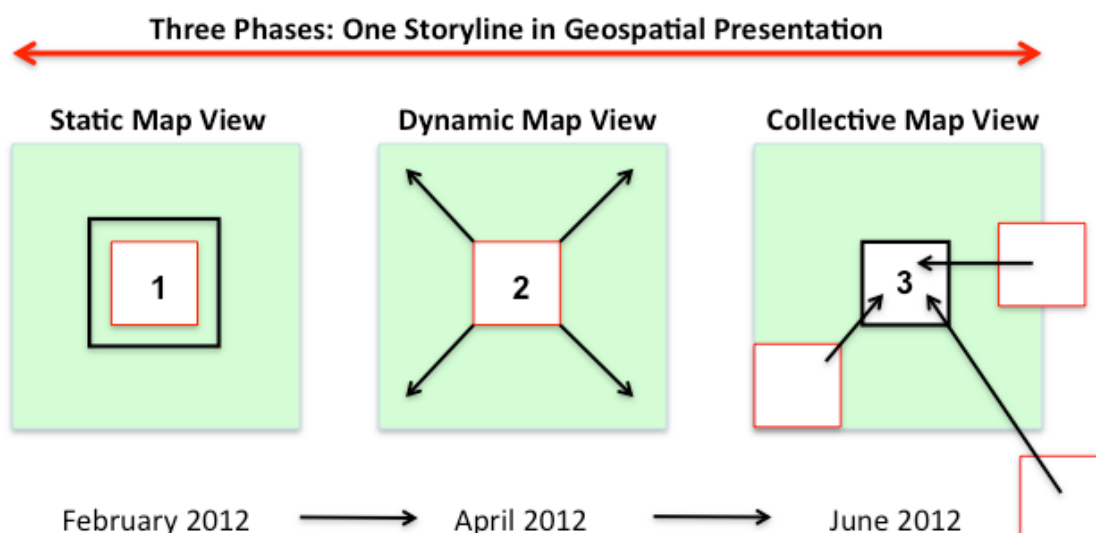 Three Phases: One Storyline in Geospatial Presentation
Static Map View
Dynamic Map View
Collective Map View
1
2
3
February 2012
April 2012
June 2012